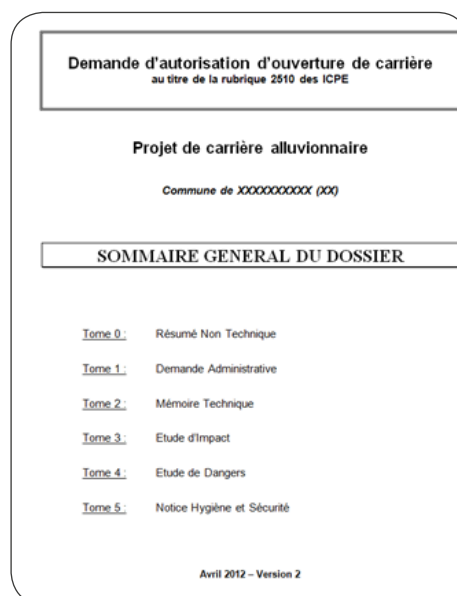 Demande d'autorisation d'ouverture de carrière
au titre de la rubrique 2510 des ICPE
Projet de carrière alluvionnaire
Commune de XXXXXXXXXX (XX)
SOMMAIRE GENERAL DU DOSSIER
Tome 0 : Résumé Non Technique
Tome 1 : Demande Administrative
Tome 2 : Mémoire Technique
Tome 3 : Etude d'Impact
Tome 4 : Etude de Dangers
Tome 5 : Notice Hygiène et Sécurité
Avril 2012 – Version 2